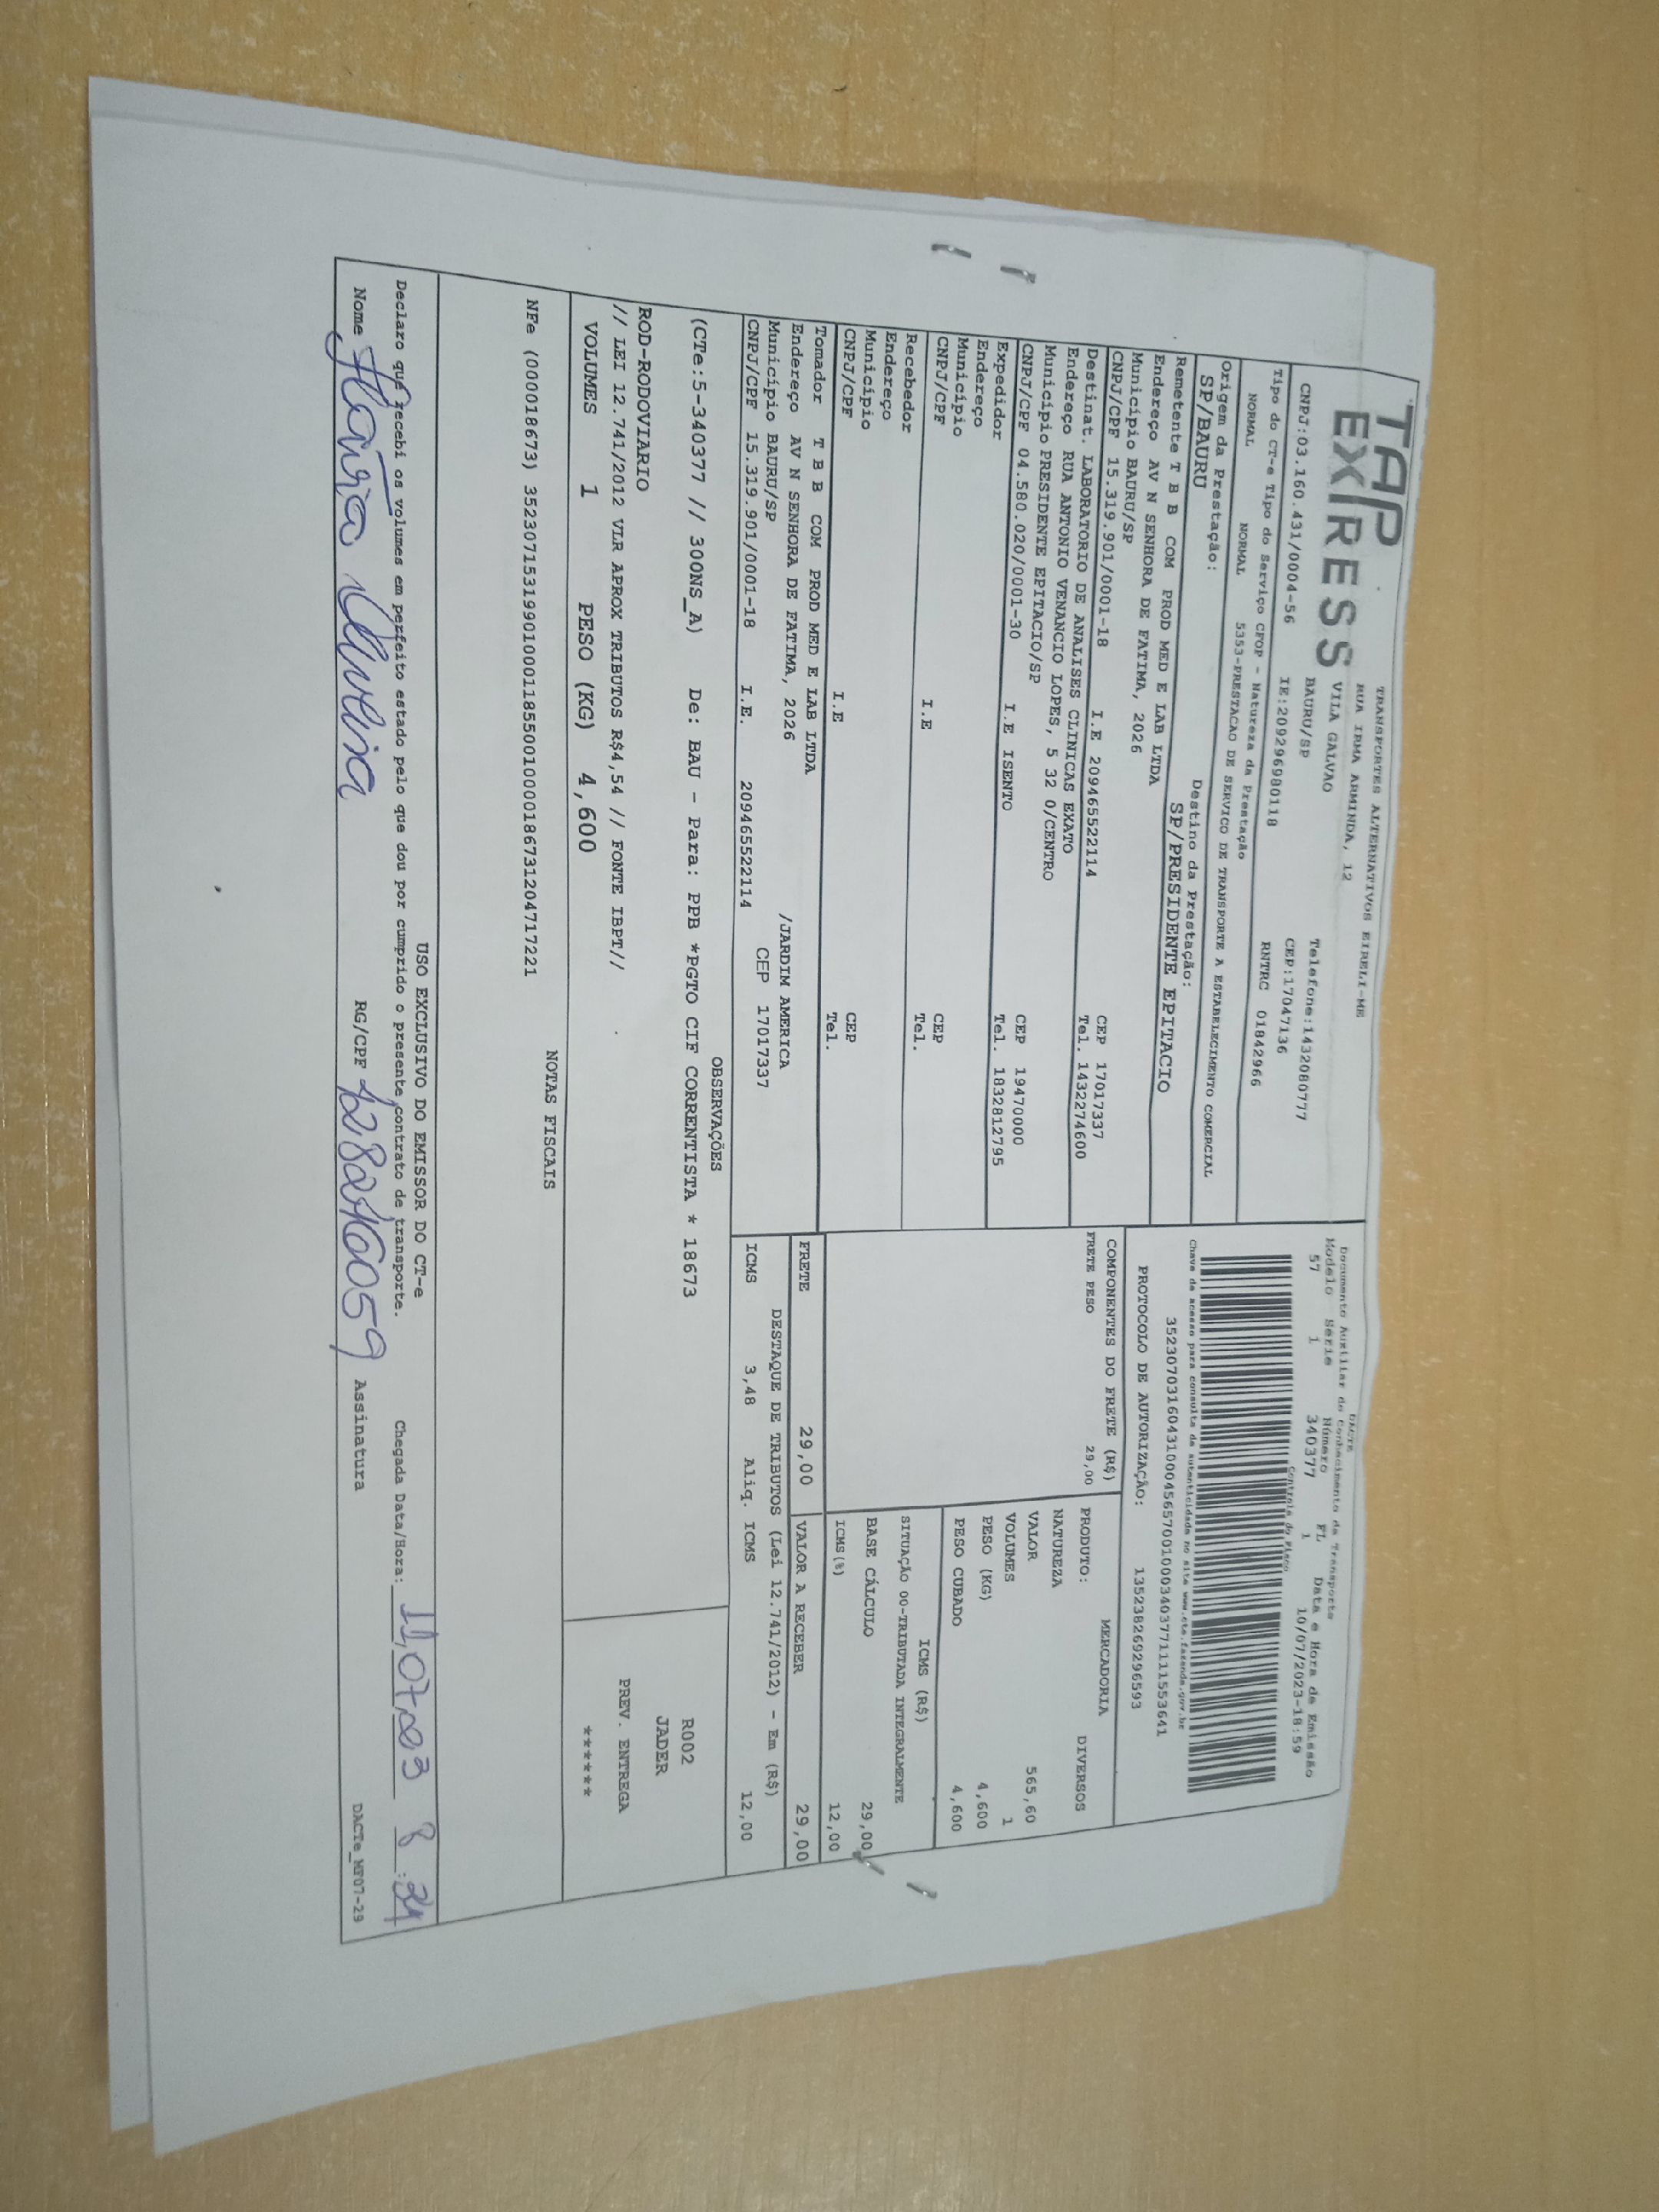 TAP EXPRESS
TRANSPORTES ALTERNATIVOS EIRELI-ME
RUA IRMA ARMINDA, 12
VILA GALVAO
BAURU/SP
Telefone:1432080777
CNPJ:03.160.431/0004-56 IE:209296980118 CEP:17047136
RNTRC 01842966
Tipo do CT-e Tipo do Serviço CFOP - Natureza da Prestação
NORMAL NORMAL 5353-PRESTACAO DE SERVICO DE TRANSPORTE A ESTABELECIMENTO COMERCIAL
Origem da Prestação: Destino da Prestação:
SP/BAURU SP/PRESIDENTE EPITACIO
DACTE
Documento Auxiliar do Conhecimento de Transporte
Modelo Serie Número FL Data e Hora de Emissão
57 1 340377 1 10/07/2023-18:59
Controle do Fisco
Chave de acesso para consulta de autenticidade no site www.cte.fazenda.gov.br
35230703160431000456570010003403771111553641
PROTOCOLO DE AUTORIZAÇÃO: 135238269296593
Remetente T B B COM PROD MED E LAB LTDA
Endereço AV N SENHORA DE FATIMA, 2026
Município BAURU/SP CEP 17017337
CNPJ/CPF 15.319.901/0001-18 I.E 209465522114 Tel. 1432274600
Destinat. LABORATORIO DE ANALISES CLINICAS EXATO
Endereço RUA ANTONIO VENANCIO LOPES, 5 32 0/CENTRO
Município PRESIDENTE EPITACIO/SP CEP 19470000
CNPJ/CPF 04.580.020/0001-30 I.E ISENTO Tel. 1832812795
Expedidor
Endereço
Município CEP
CNPJ/CPF I.E Tel.
Recebedor
Endereço
Município CEP
CNPJ/CPF I.E Tel.
Tomador T B B COM PROD MED E LAB LTDA
Endereço AV N SENHORA DE FATIMA, 2026 /JARDIM AMERICA
Município BAURU/SP CEP 17017337
CNPJ/CPF 15.319.901/0001-18 I.E. 209465522114
COMPONENTES DO FRETE (R$)
FRETE PESO 29,00
MERCADORIA
PRODUTO: DIVERSOS
NATUREZA
VALOR 565,60
VOLUMES 1
PESO (KG) 4,600
PESO CUBADO 4,600
ICMS (R$)
SITUAÇÃO 00-TRIBUTADA INTEGRALMENTE
BASE CÁLCULO 29,00
ICMS(%) 12,00
FRETE 29,00 VALOR A RECEBER 29,00
DESTAQUE DE TRIBUTOS (Lei 12.741/2012) - Em (R$)
ICMS 3,48 Aliq. ICMS 12,00
OBSERVAÇÕES
(CTe:5-340377 // 300NS_A) De: BAU - Para: PPB *PGTO CIF CORRENTISTA * 18673
R002
JADER
ROD-RODOVIARIO
// LEI 12.741/2012 VLR APROX TRIBUTOS R$4,54 // FONTE IBPT//
PREV. ENTREGA
******
VOLUMES 1 PESO (KG) 4,600
NOTAS FISCAIS
NFe (000018673) 35230715319901000118550010000186731204717221
USO EXCLUSIVO DO EMISSOR DO CT-e
Declaro que recebi os volumes em perfeito estado pelo que dou por cumprido o presente contrato de transporte. Chegada Data/Hora: 11,07,23 8:34
Nome Flávia Oliveira RG/CPF Assinatura
DACTe_MT07-29